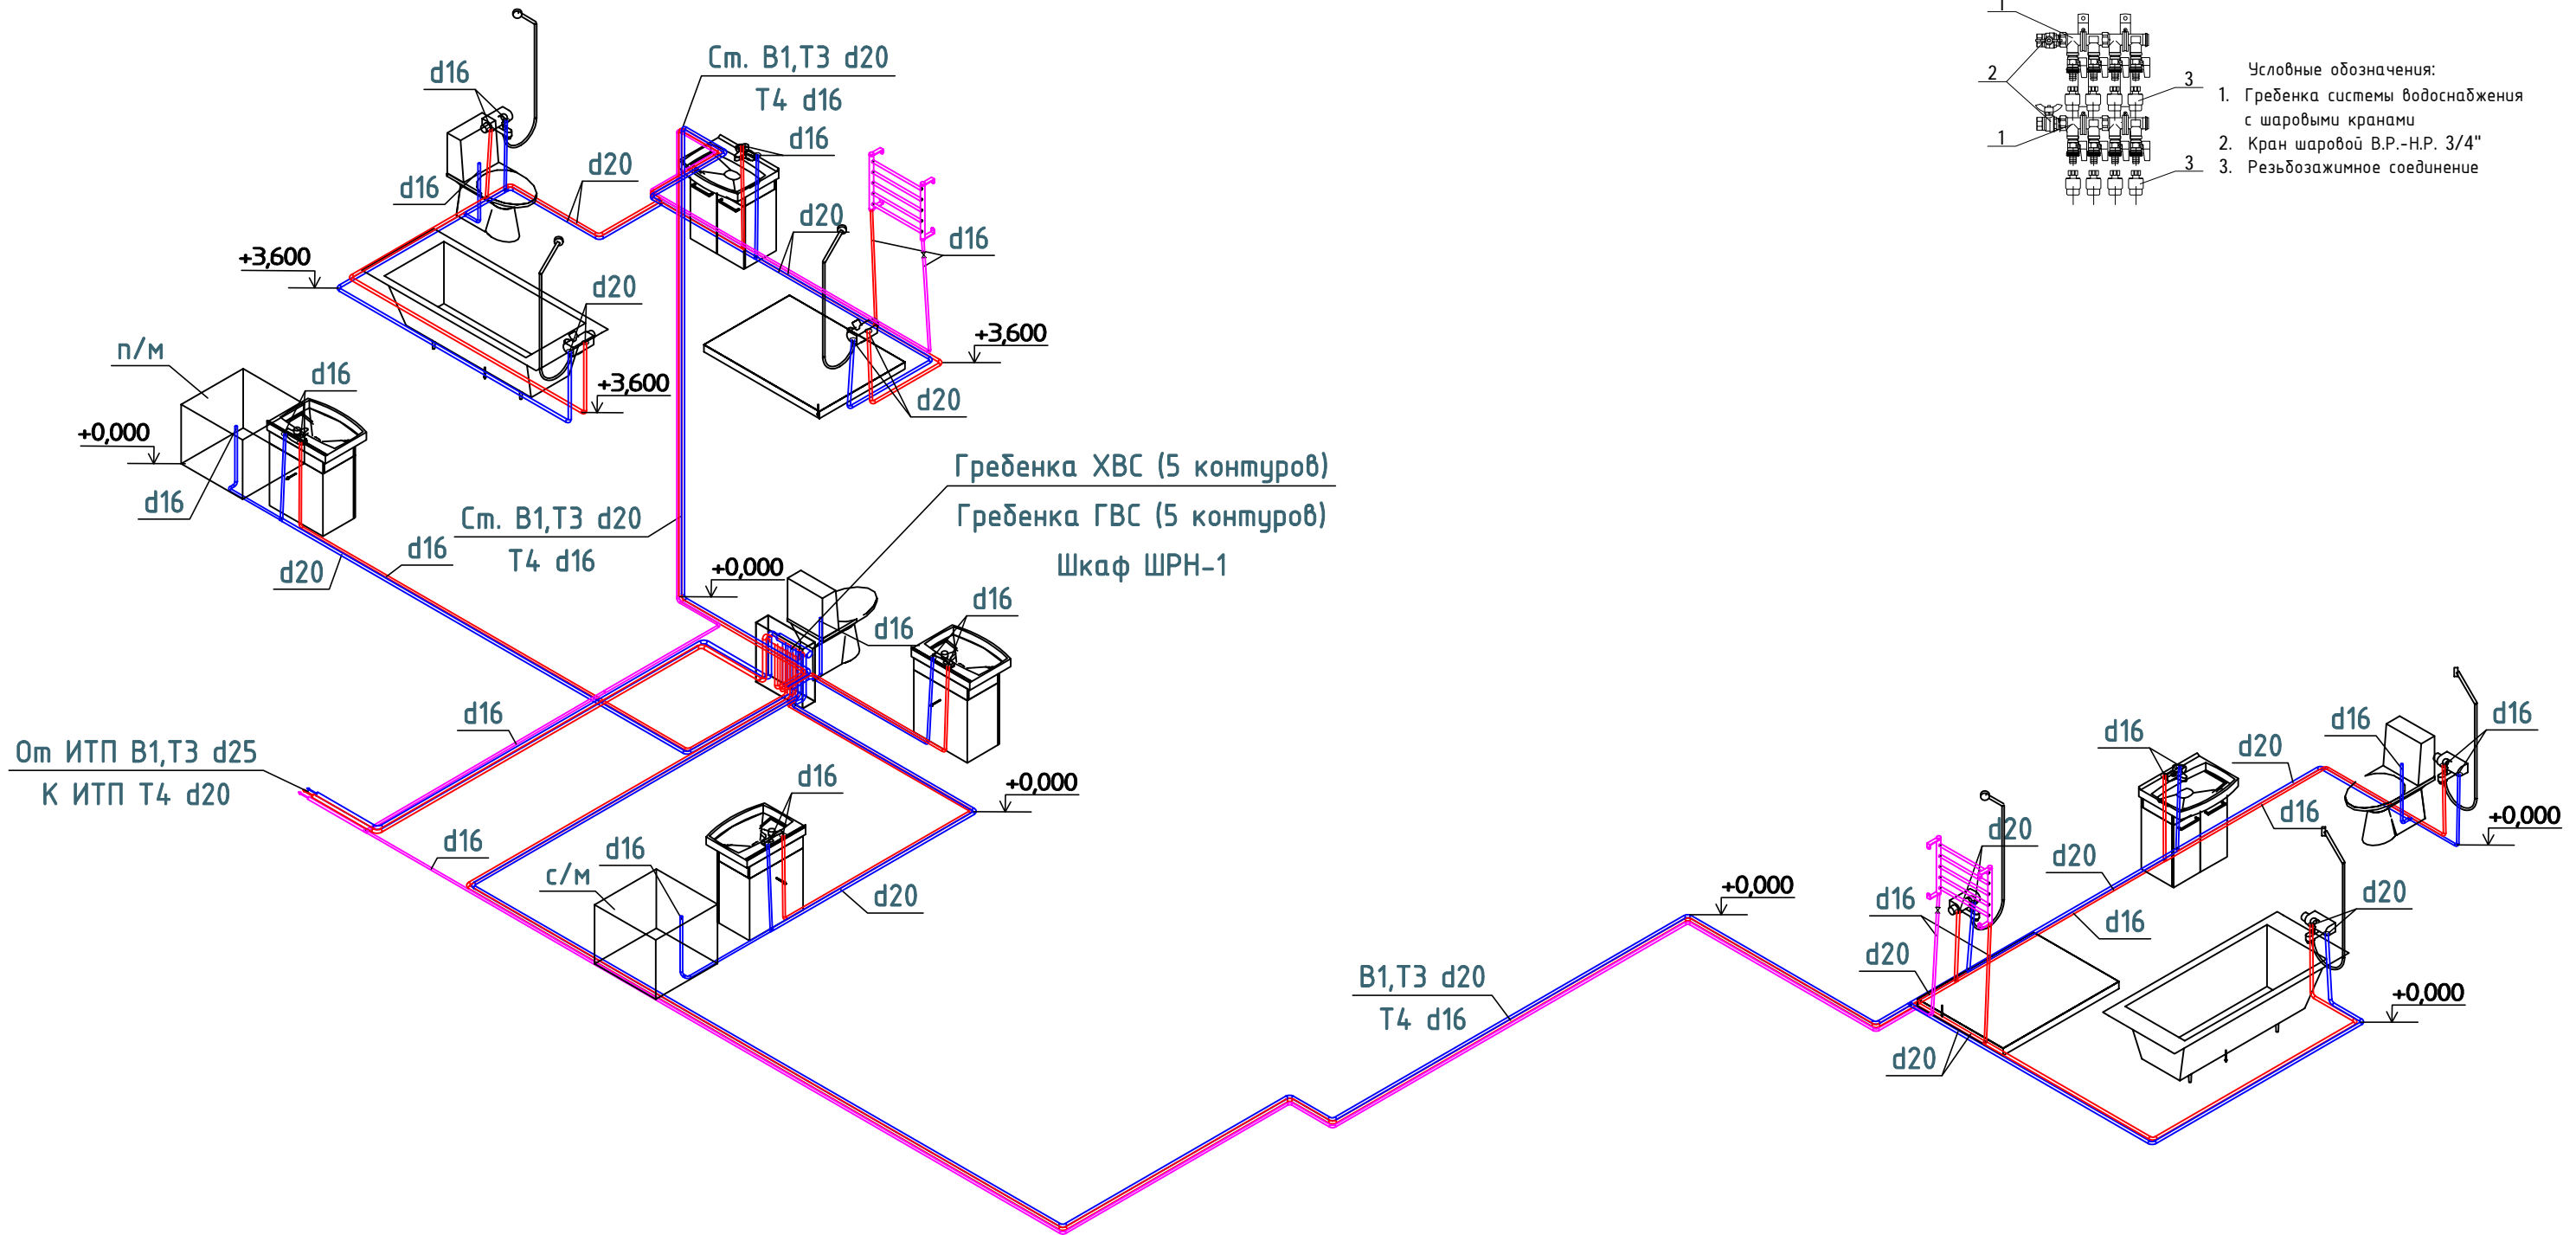 d16
Ст. В1,Т3 d20
Т4 d16
d16
d16
d20
d20
d16
+3,600
d20
+3,600
+3,600
d20
п/м
d16
+0,000
d16
Ст. В1,Т3 d20
Т4 d16
d16
d20
Гребенка ХВС (5 контуров)
Гребенка ГВС (5 контуров)
Шкаф ШРН-1
+0,000
d16
d16
d16
От ИТП В1,Т3 d25
К ИТП Т4 d20
d16
d16
+0,000
d16
с/м
d20
В1,Т3 d20
Т4 d16
+0,000
d16
d20
d16
d16
d16
+0,000
d20
d20
d16
d16
d20
d20
d20
+0,000
1
2
3
1
3
Условные обозначения:
1. Гребенка системы водоснабжения
с шаровыми кранами
2. Кран шаровой В.Р.-Н.Р. 3/4"
3. Резьбозажимное соединение